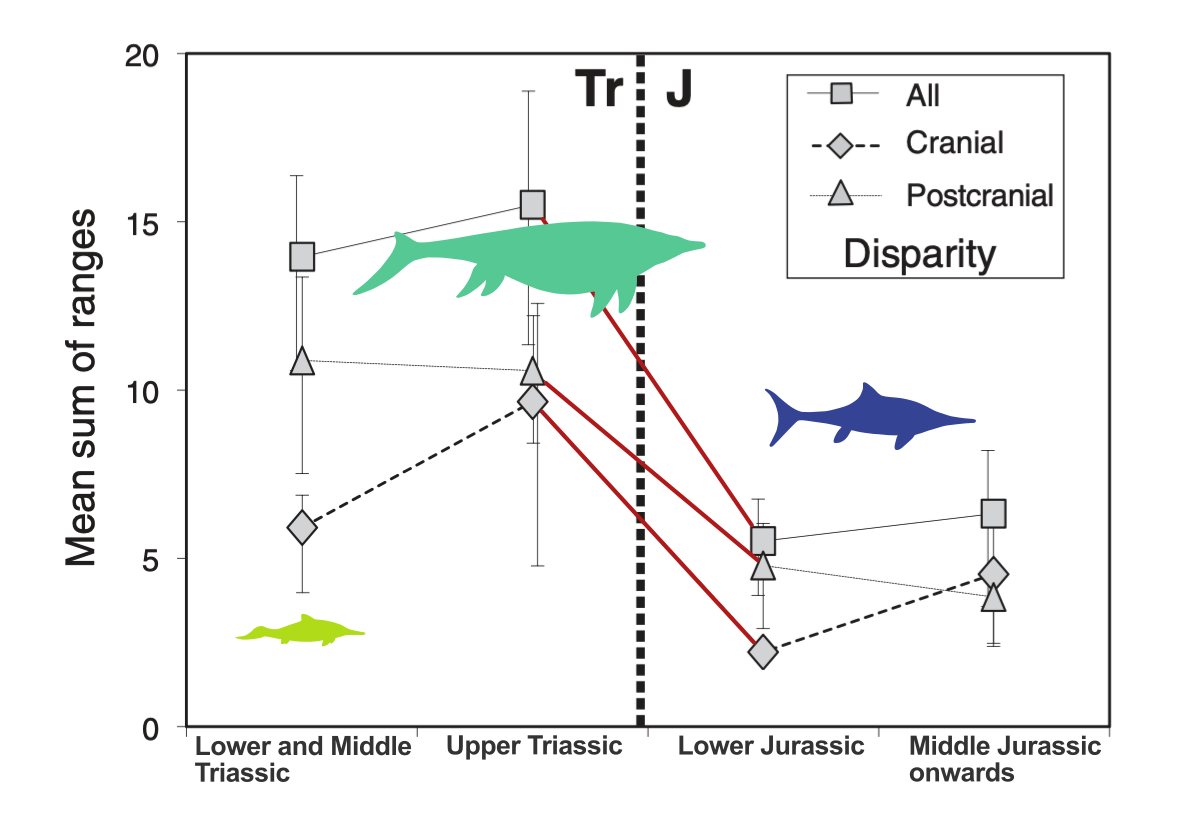 20
Tr J
All
Cranial
Postcranial
Disparity
15
10
5
0
Mean sum of ranges
Lower and Middle
Triassic
Upper Triassic
Lower Jurassic
Middle Jurassic
onwards